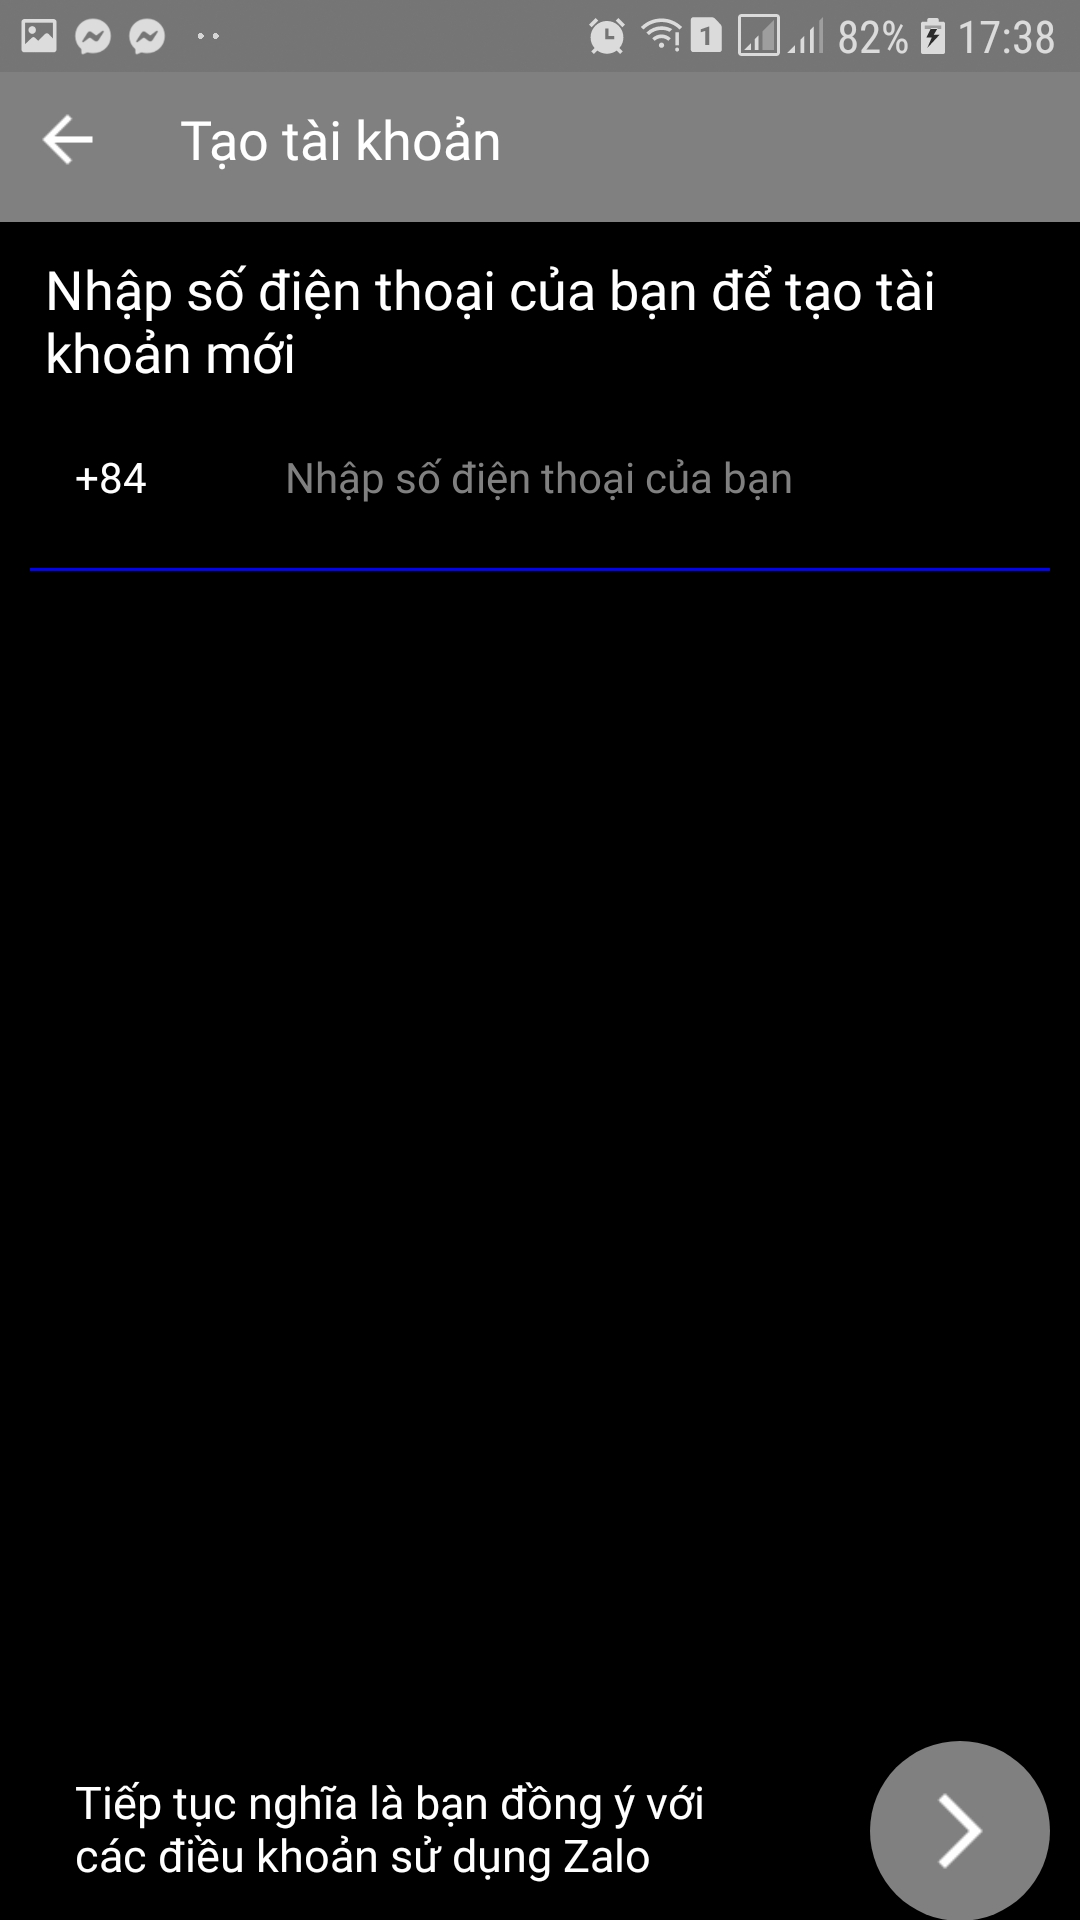 1 82% 17:38
Tạo tài khoản
Nhập số điện thoại của bạn để tạo tài
khoản mới
+84 Nhập số điện thoại của bạn
Tiếp tục nghĩa là bạn đồng ý với
các điều khoản sử dụng Zalo